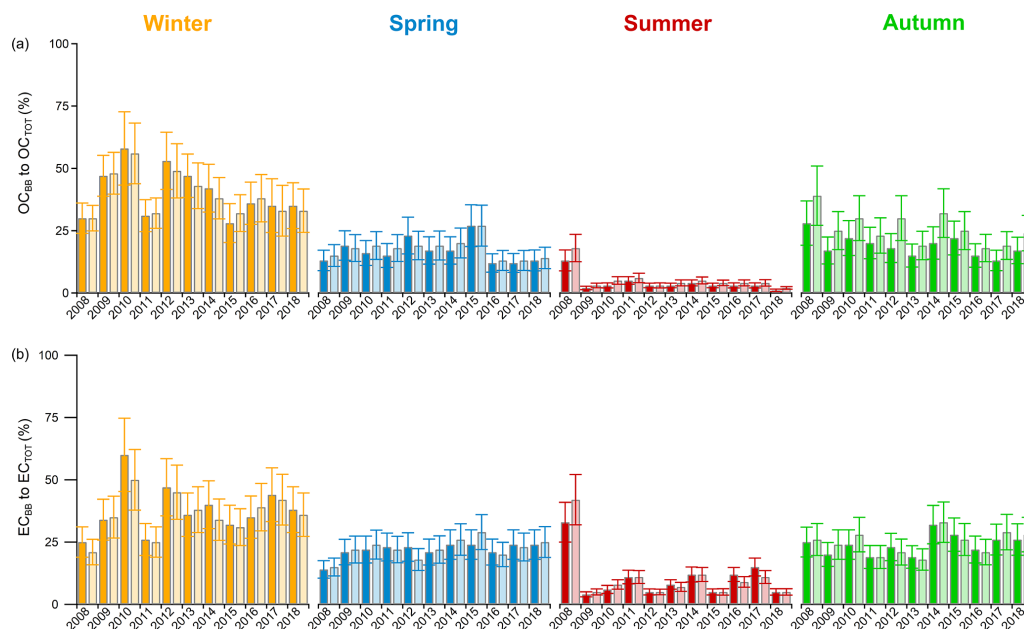 Winter Spring Summer Autumn
(a)
OC_BB to OC_TOT (%)
100
75
50
25
0
2008 2009 2010 2011 2012 2013 2014 2015 2016 2017 2018 2008 2009 2010 2011 2012 2013 2014 2015 2016 2017 2018 2008 2009 2010 2011 2012 2013 2014 2015 2016 2017 2018 2008 2009 2010 2011 2012 2013 2014 2015 2016 2017 2018
(b)
EC_BB to EC_TOT (%)
100
75
50
25
0
2008 2009 2010 2011 2012 2013 2014 2015 2016 2017 2018 2008 2009 2010 2011 2012 2013 2014 2015 2016 2017 2018 2008 2009 2010 2011 2012 2013 2014 2015 2016 2017 2018 2008 2009 2010 2011 2012 2013 2014 2015 2016 2017 2018